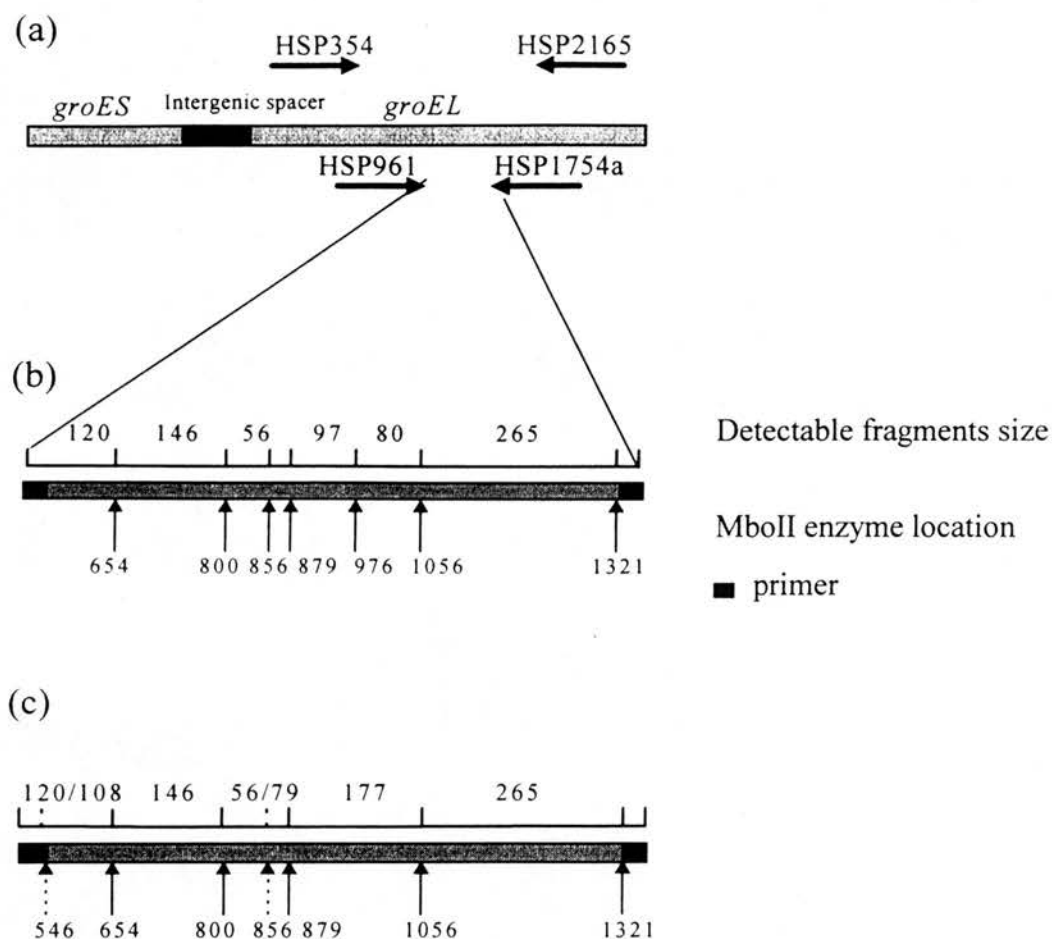 (a)
HSP354 HSP2165
groES Intergenic spacer groEL
HSP961 HSP1754a
(b)
120 146 56 97 80 265
Detectable fragments size
654 800 856 879 976 1056 1321
MboII enzyme location
primer
(c)
120/108 146 56/79 177 265
546 654 800 856 879 1056 1321